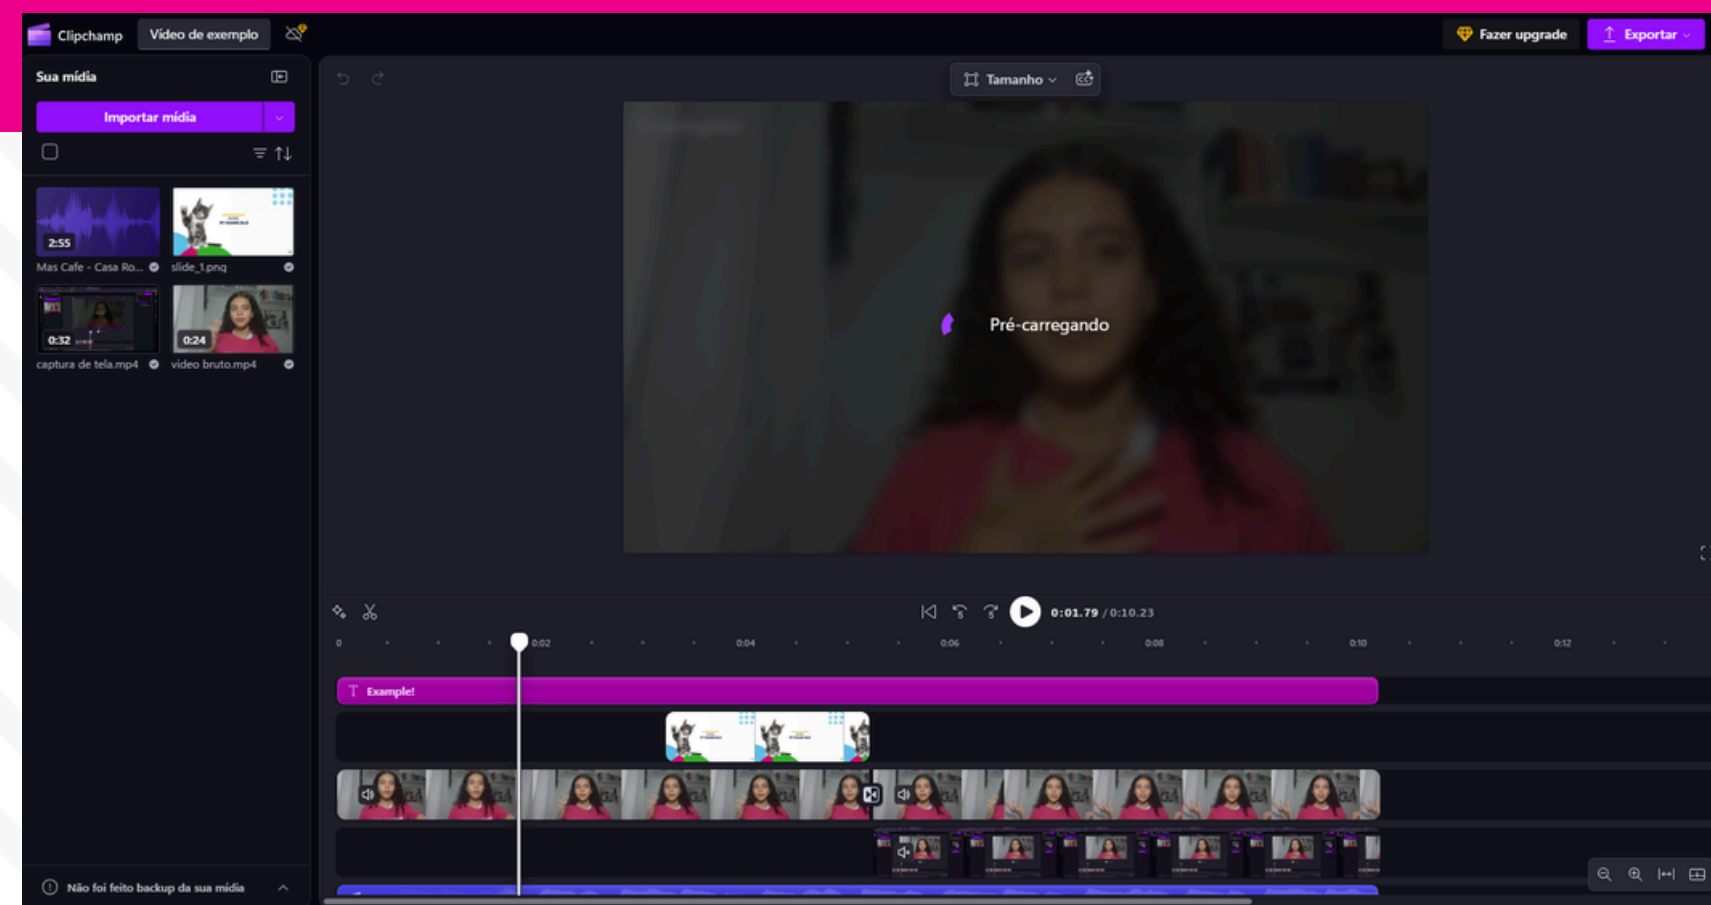 Clipchamp
Vídeo de exemplo
Fazer upgrade
Exportar
Sua mídia
Tamanho
Importar mídia
2:55
Mas Cafe - Casa Ro...
slide_1.png
0:32
0:24
captura de tela.mp4
video bruto.mp4
Pré-carregando
5
5
0:01.79 / 0:10.23
0
0:02
0:04
0:06
0:08
0:10
0:12
T Example!
Não foi feito backup da sua mídia